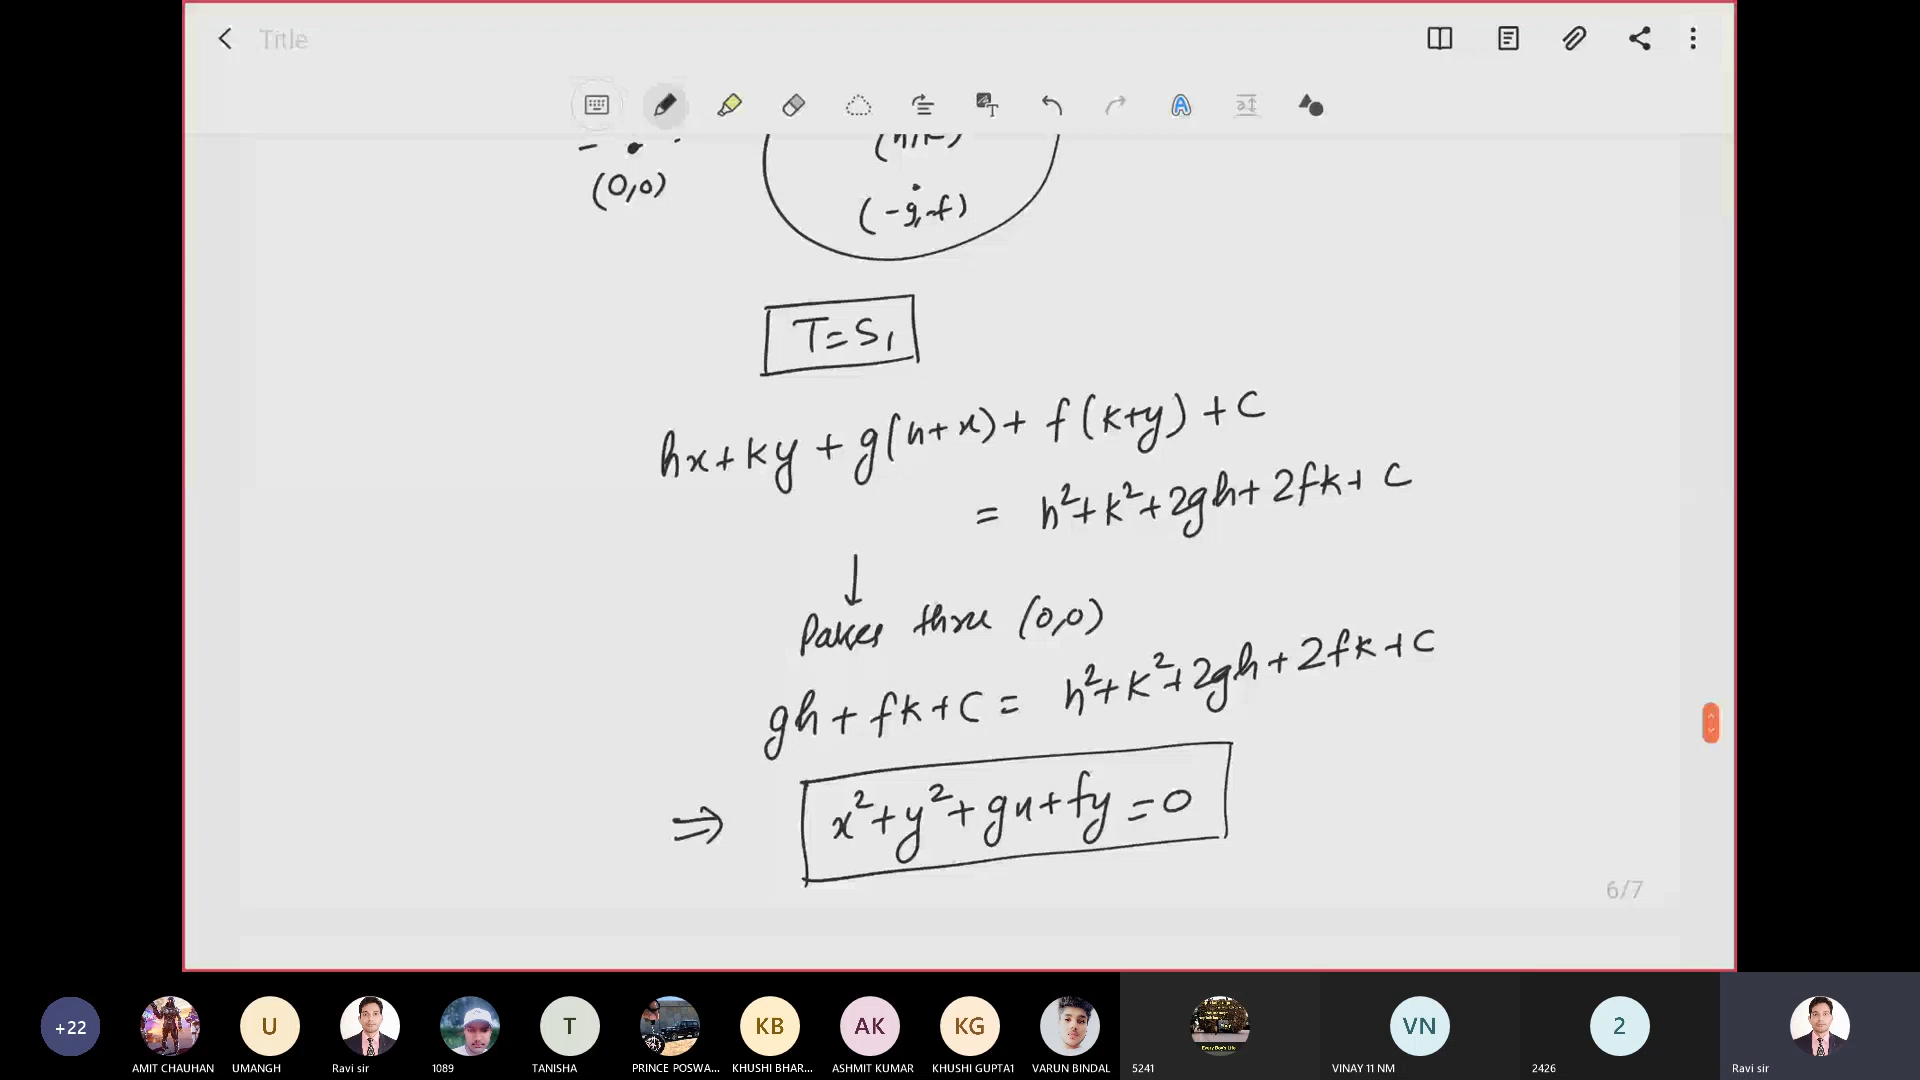 Title
(h,k)
(0,0)
(-g,-f)
T=S₁
hx+ky+g(h+x)+f(k+y)+C
= h²+k²+2gh+2fk+C
↓
Passes three (0,0)
gh+fk+C= h²+k²+2gh+2fk+C
⇒ x²+y²+gx+fy=0
6/7
+22
U
T
KB
AK
KG
VN
2
AMIT CHAUHAN
UMANGH
Ravi sir
1089
TANISHA
PRINCE POSWA...
KHUSHI BHAR...
ASHMIT KUMAR
KHUSHI GUPTA1
VARUN BINDAL
5241
VINAY 11 NM
2426
Ravi sir